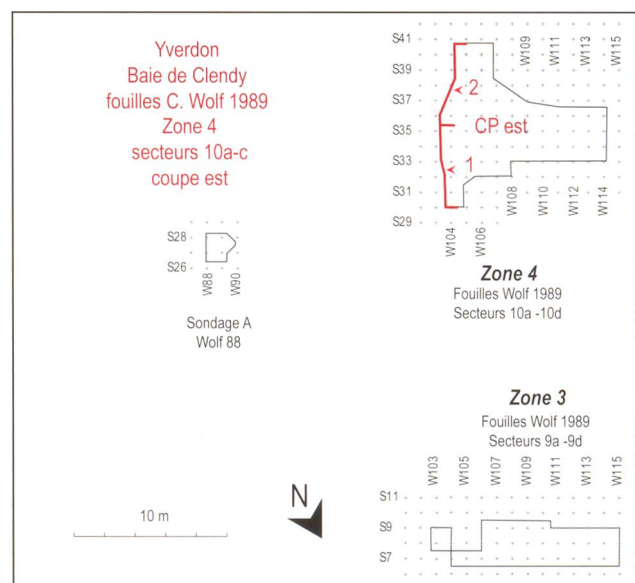 Yverdon
Baie de Clendy
fouilles C. Wolf 1989
Zone 4
secteurs 10a-c
coupe est
S41
S39
S37
S35
S33
S31
S29
W109
W111
W113
W115
2
CP est
1
W104
W106
W108
W110
W112
W114
Zone 4
Fouilles Wolf 1989
Secteurs 10a -10d
S28
S26
W88
W90
Sondage A
Wolf 88
Zone 3
Fouilles Wolf 1989
Secteurs 9a -9d
W103
W105
W107
W109
W111
W113
W115
S11
S9
S7
10 m
N